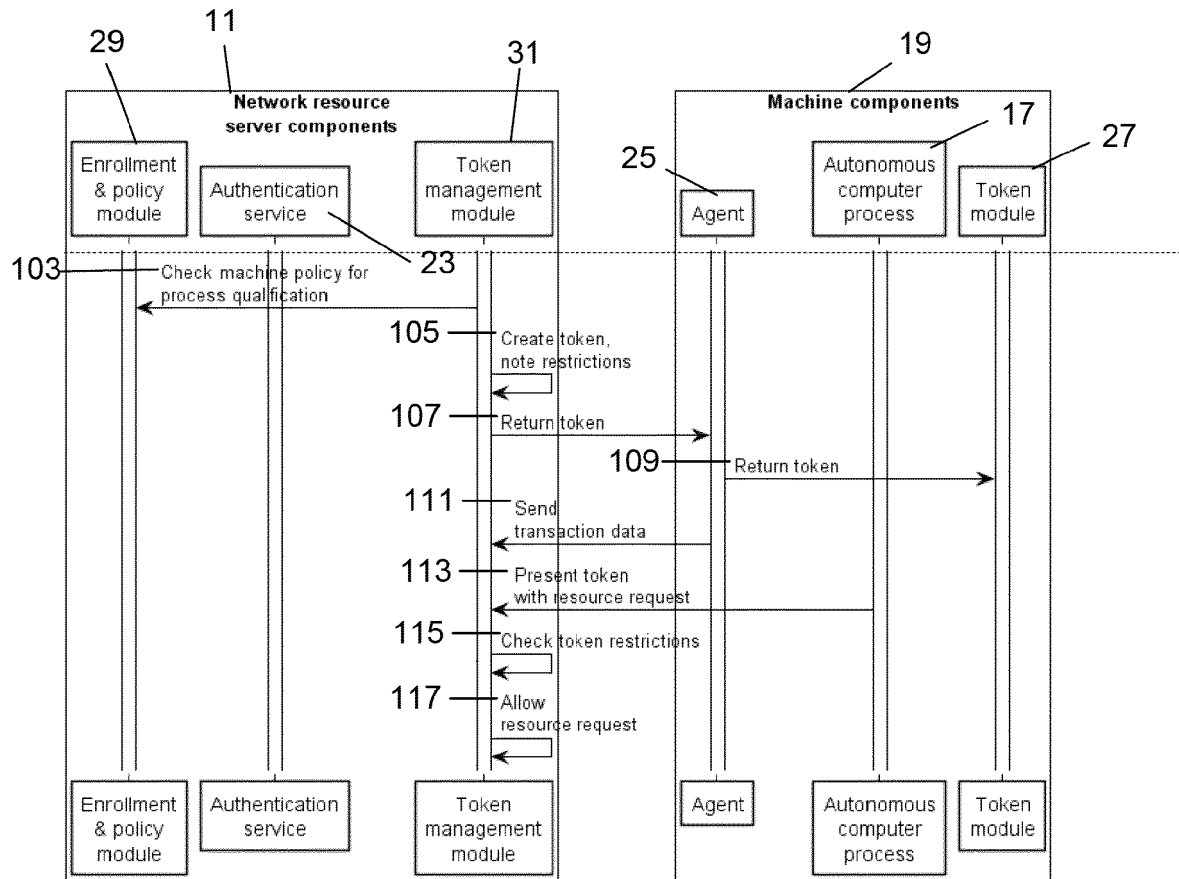 29
11
31
19
Network resource
server components
Machine components
17
27
25
Enrollment
& policy
module
Authentication
service
Token
management
module
Agent
Autonomous
computer
process
Token
module
23
103
Check machine policy for
process qualification
105
Create token,
note restrictions
107
Return token
109
Return token
111
Send
transaction data
113
Present token
with resource request
115
Check token restrictions
117
Allow
resource request
Enrollment
& policy
module
Authentication
service
Token
management
module
Agent
Autonomous
computer
process
Token
module